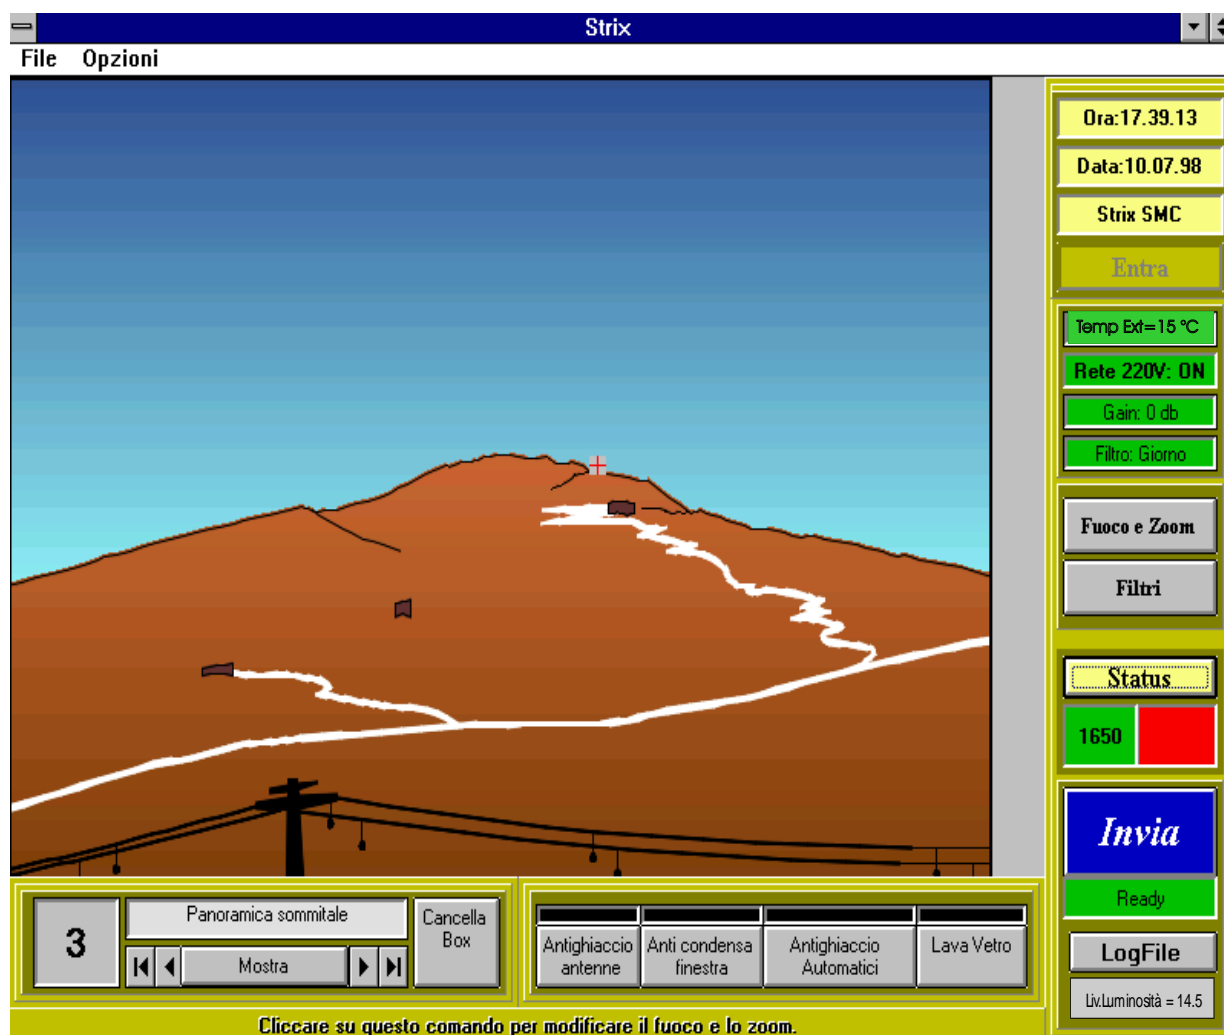 Strix
File Opzioni
Ora:17.39.13
Data:10.07.98
Strix SMC
Entra
Temp Ext=15 °C
Rete 220V: ON
Gain: 0 db
Filtro: Giorno
Fuoco e Zoom
Filtri
Status
1650
Invia
Ready
LogFile
Liv.Luminosità = 14.5
3
Panoramica sommitale
Mostra
Cancella
Box
Antighiaccio
antenne
Anti condensa
finestra
Antighiaccio
Automatici
Lava Vetro
Cliccare su questo comando per modificare il fuoco e lo zoom.